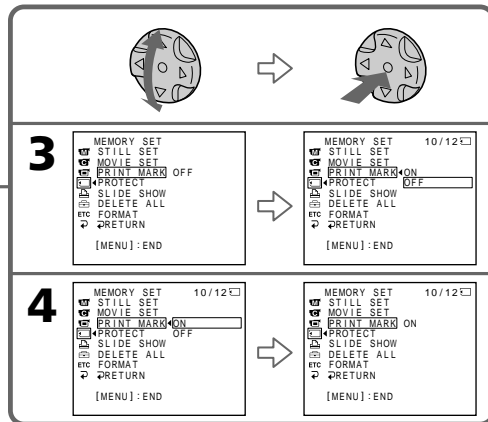 3
MEMORY SET
STILL SET
MOVIE SET
PRINT MARK OFF
PROTECT
SLIDE SHOW
DELETE ALL
ETC FORMAT
RETURN
[MENU] : END
MEMORY SET 10/12
STILL SET
MOVIE SET
PRINT MARK ON
PROTECT OFF
SLIDE SHOW
DELETE ALL
ETC FORMAT
RETURN
[MENU] : END
4
MEMORY SET 10/12
STILL SET
MOVIE SET
PRINT MARK ON
PROTECT OFF
SLIDE SHOW
DELETE ALL
ETC FORMAT
RETURN
[MENU] : END
MEMORY SET 10/12
STILL SET
MOVIE SET
PRINT MARK ON
PROTECT
SLIDE SHOW
DELETE ALL
ETC FORMAT
RETURN
[MENU] : END